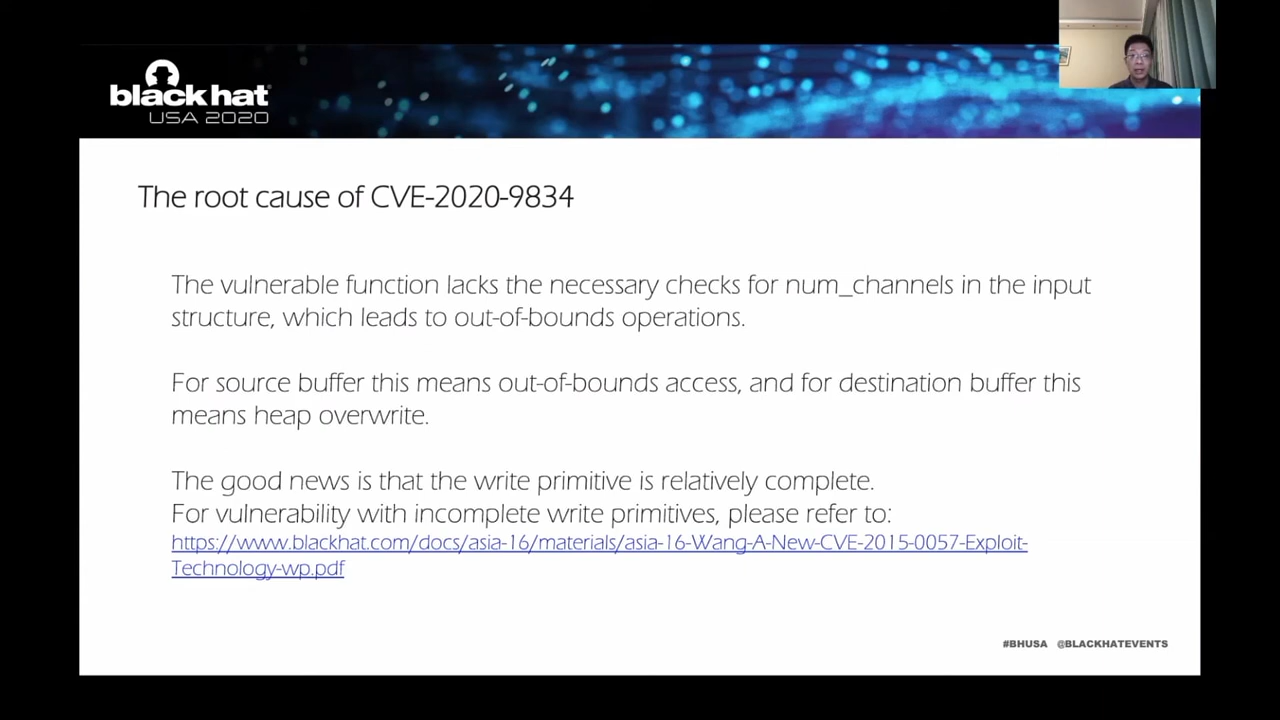 black hat
USA 2020
The root cause of CVE-2020-9834
The vulnerable function lacks the necessary checks for num_channels in the input
structure, which leads to out-of-bounds operations.
For source buffer this means out-of-bounds access, and for destination buffer this
means heap overwrite.
The good news is that the write primitive is relatively complete.
For vulnerability with incomplete write primitives, please refer to:
https://www.blackhat.com/docs/asia-16/materials/asia-16-Wang-A-New-CVE-2015-0057-Exploit-
Technology-wp.pdf
#BHUSA @BLACKHATEVENTS